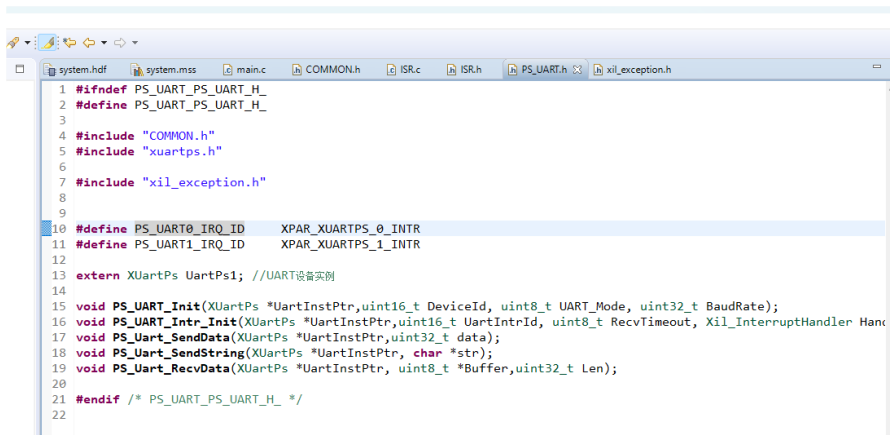 system.hdf system.mss main.c COMMON.h ISR.c ISR.h PS_UART.h xil_exception.h
1 #ifndef PS_UART_PS_UART_H_
2 #define PS_UART_PS_UART_H_
3
4 #include "COMMON.h"
5 #include "xuartps.h"
6
7 #include "xil_exception.h"
8
9
10 #define PS_UART0_IRQ_ID XPAR_XUARTPS_0_INTR
11 #define PS_UART1_IRQ_ID XPAR_XUARTPS_1_INTR
12
13 extern XUartPs UartPs1; //UART设备实例
14
15 void PS_UART_Init(XUartPs *UartInstPtr,uint16_t DeviceId, uint8_t UART_Mode, uint32_t BaudRate);
16 void PS_UART_Intr_Init(XUartPs *UartInstPtr,uint16_t UartIntrId, uint8_t RecvTimeout, Xil_InterruptHandler Hand
17 void PS_Uart_SendData(XUartPs *UartInstPtr,uint32_t data);
18 void PS_Uart_SendString(XUartPs *UartInstPtr, char *str);
19 void PS_Uart_RecvData(XUartPs *UartInstPtr, uint8_t *Buffer,uint32_t Len);
20
21 #endif /* PS_UART_PS_UART_H_ */
22